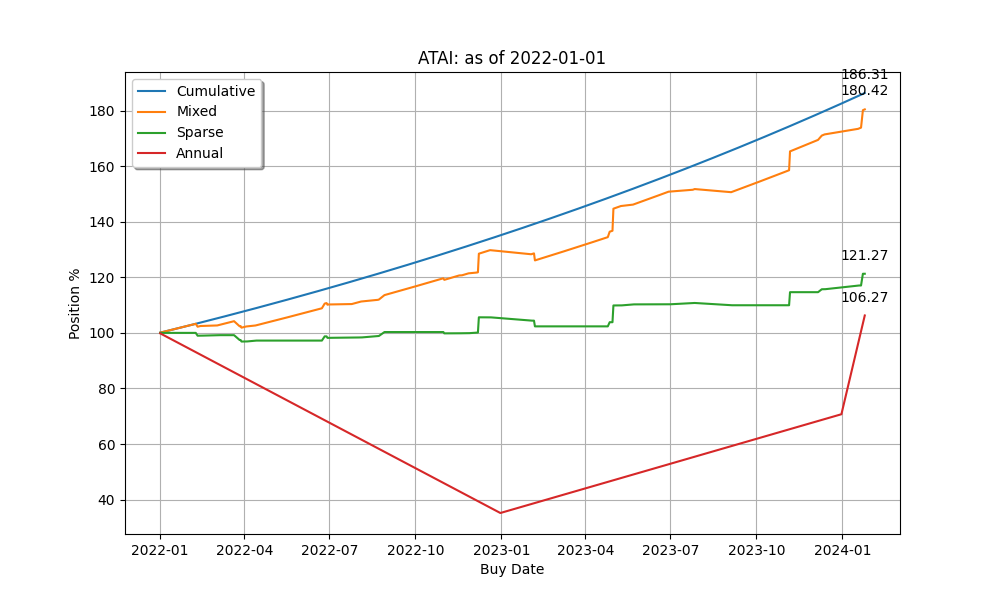 ATAI: as of 2022-01-01
186.31
180.42
121.27
106.27
Cumulative
Mixed
Sparse
Annual
Position %
180
160
140
120
100
80
60
40
2022-01 2022-04 2022-07 2022-10 2023-01 2023-04 2023-07 2023-10 2024-01
Buy Date